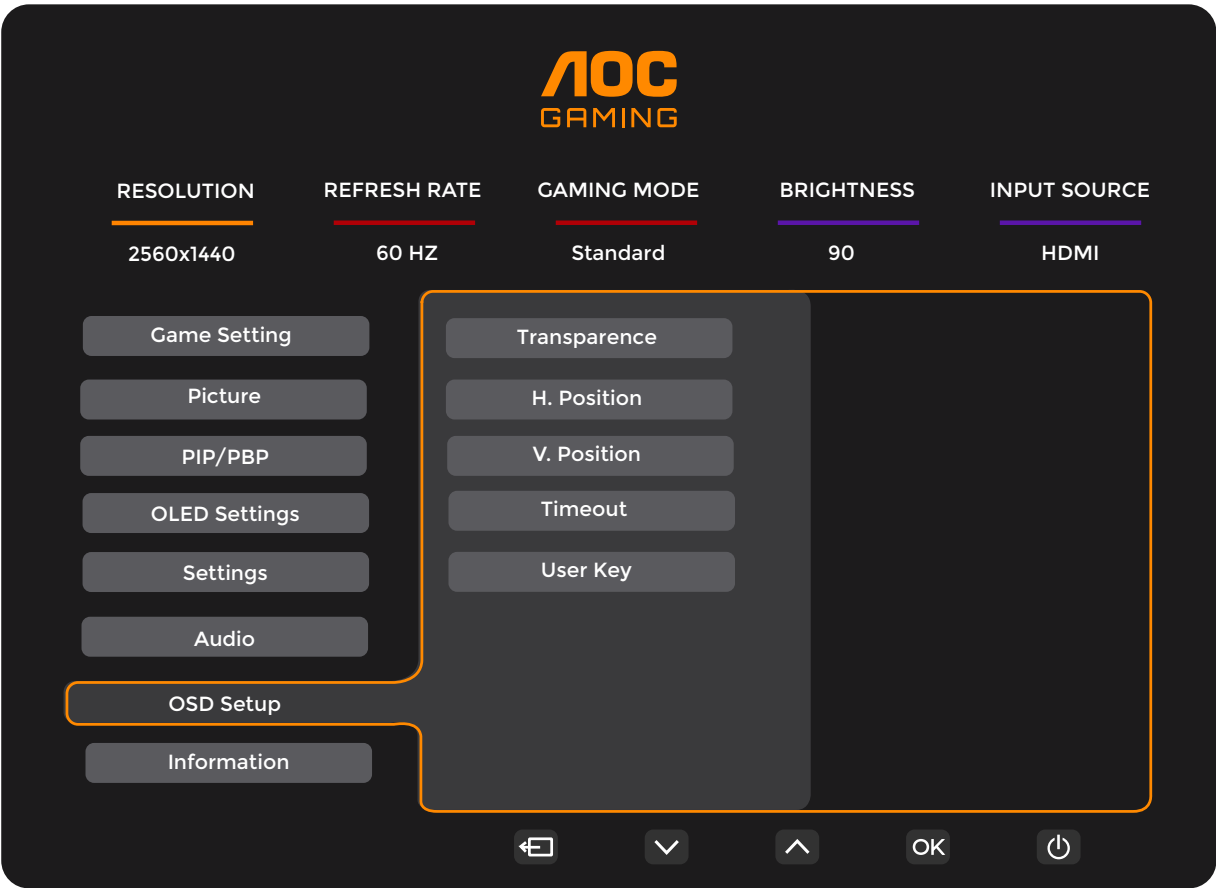 AOC
GAMING
RESOLUTION REFRESH RATE GAMING MODE BRIGHTNESS INPUT SOURCE
2560x1440 60 HZ Standard 90 HDMI
Game Setting
Picture
PIP/PBP
OLED Settings
Settings
Audio
OSD Setup
Information
Transparence
H. Position
V. Position
Timeout
User Key
OK